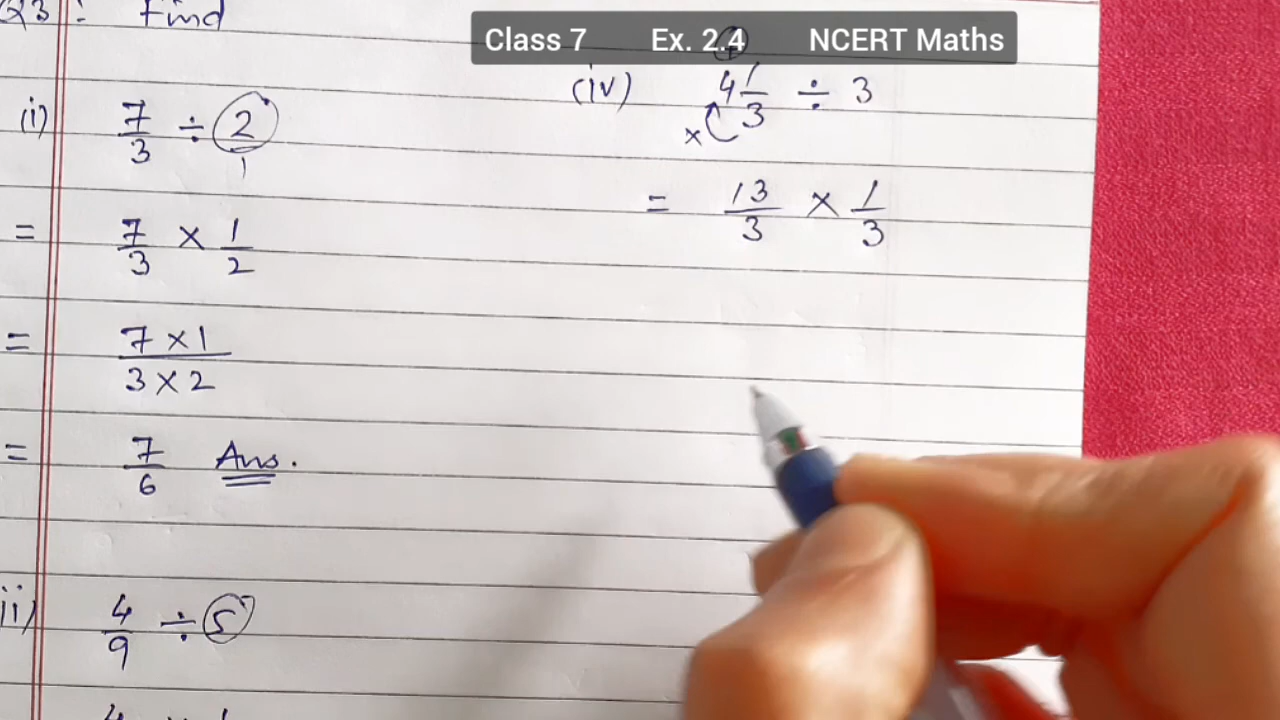 Class 7 Ex. 2.4 NCERT Maths
Q3: Find
(i) 7/3 ÷ 2/1
= 7/3 × 1/2
= 7 × 1 / 3 × 2
= 7/6 Ans.
ii) 4/9 ÷ 5
(iv) 4 1/3 ÷ 3
×
= 13/3 × 1/3